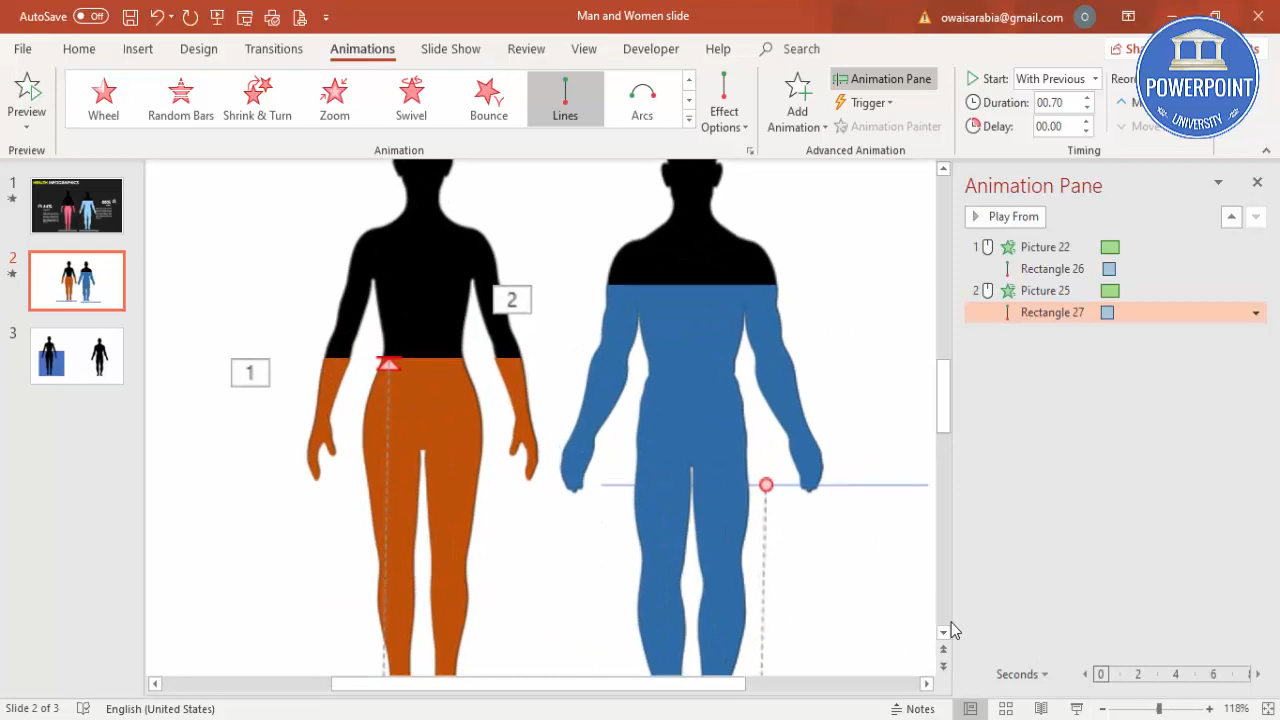 AutoSave Off
Man and Women slide
owaisarabia@gmail.com
O
File Home Insert Design Transitions Animations Slide Show Review View Developer Help Search
POWERPOINT
UNIVERSITY
Preview
Wheel Random Bars Shrink & Turn Zoom Swivel Bounce Lines Arcs
Effect
Options
Add
Animation
Animation Pane
Trigger
Animation Painter
Start: With Previous
Duration: 00.70
Delay: 00.00
Preview Animation Advanced Animation Timing
1
2
3
HEALTH INFOGRAPHICS
1
2
Animation Pane
Play From
1 Picture 22
Rectangle 26
2 Picture 25
Rectangle 27
Seconds 0 2 4 6
Slide 2 of 3 English (United States) Notes 118%